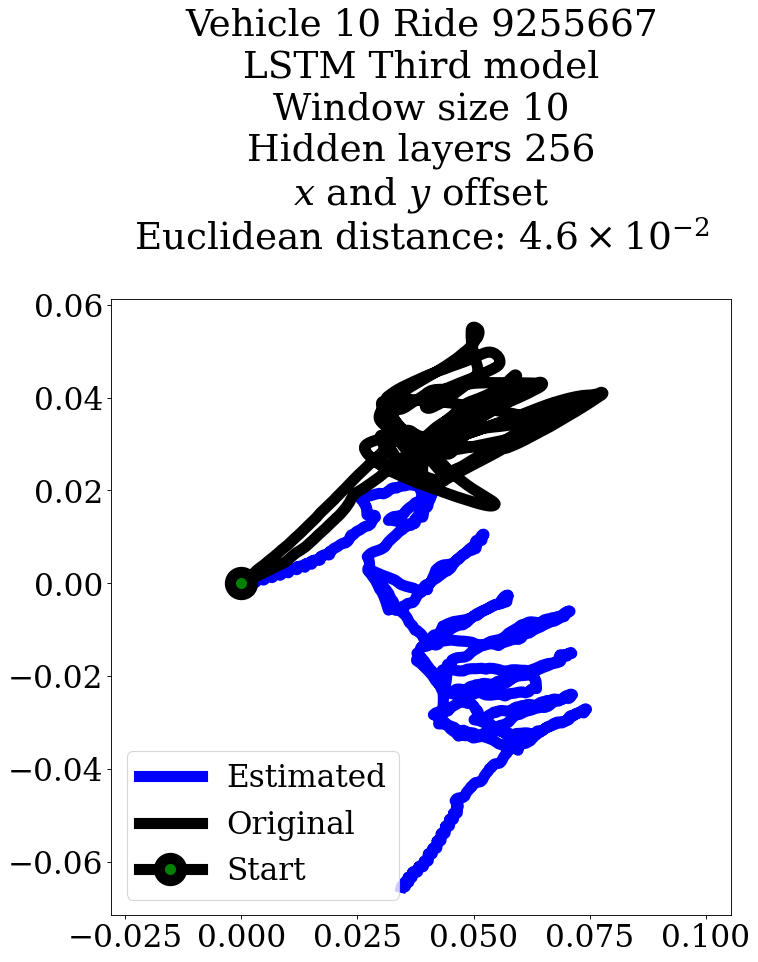 Vehicle 10 Ride 9255667
LSTM Third model
Window size 10
Hidden layers 256
x and y offset
Euclidean distance: 4.6 × 10⁻²
0.06
0.04
0.02
0.00
−0.02
−0.04
−0.06
Estimated
Original
Start
−0.025 0.000 0.025 0.050 0.075 0.100